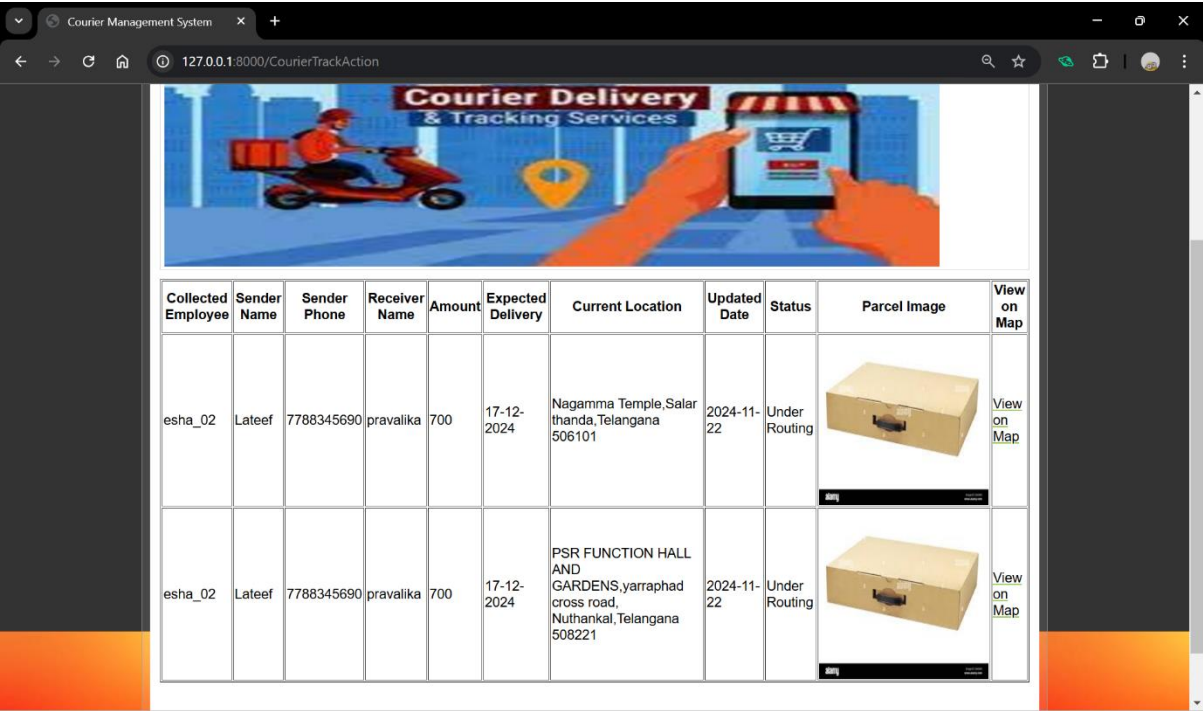 Courier Management System
127.0.0.1:8000/CourierTrackAction
Courier Delivery
& Tracking Services
Collected Employee Sender Name Sender Phone Receiver Name Amount Expected Delivery Current Location Updated Date Status Parcel Image View on Map
esha_02 Lateef 7788345690 pravalika 700 17-12-2024 Nagamma Temple,Salar thanda,Telangana 506101 2024-11-22 Under Routing View on Map
alamy
esha_02 Lateef 7788345690 pravalika 700 17-12-2024 PSR FUNCTION HALL AND GARDENS,yarraphad cross road, Nuthankal,Telangana 508221 2024-11-22 Under Routing View on Map
alamy